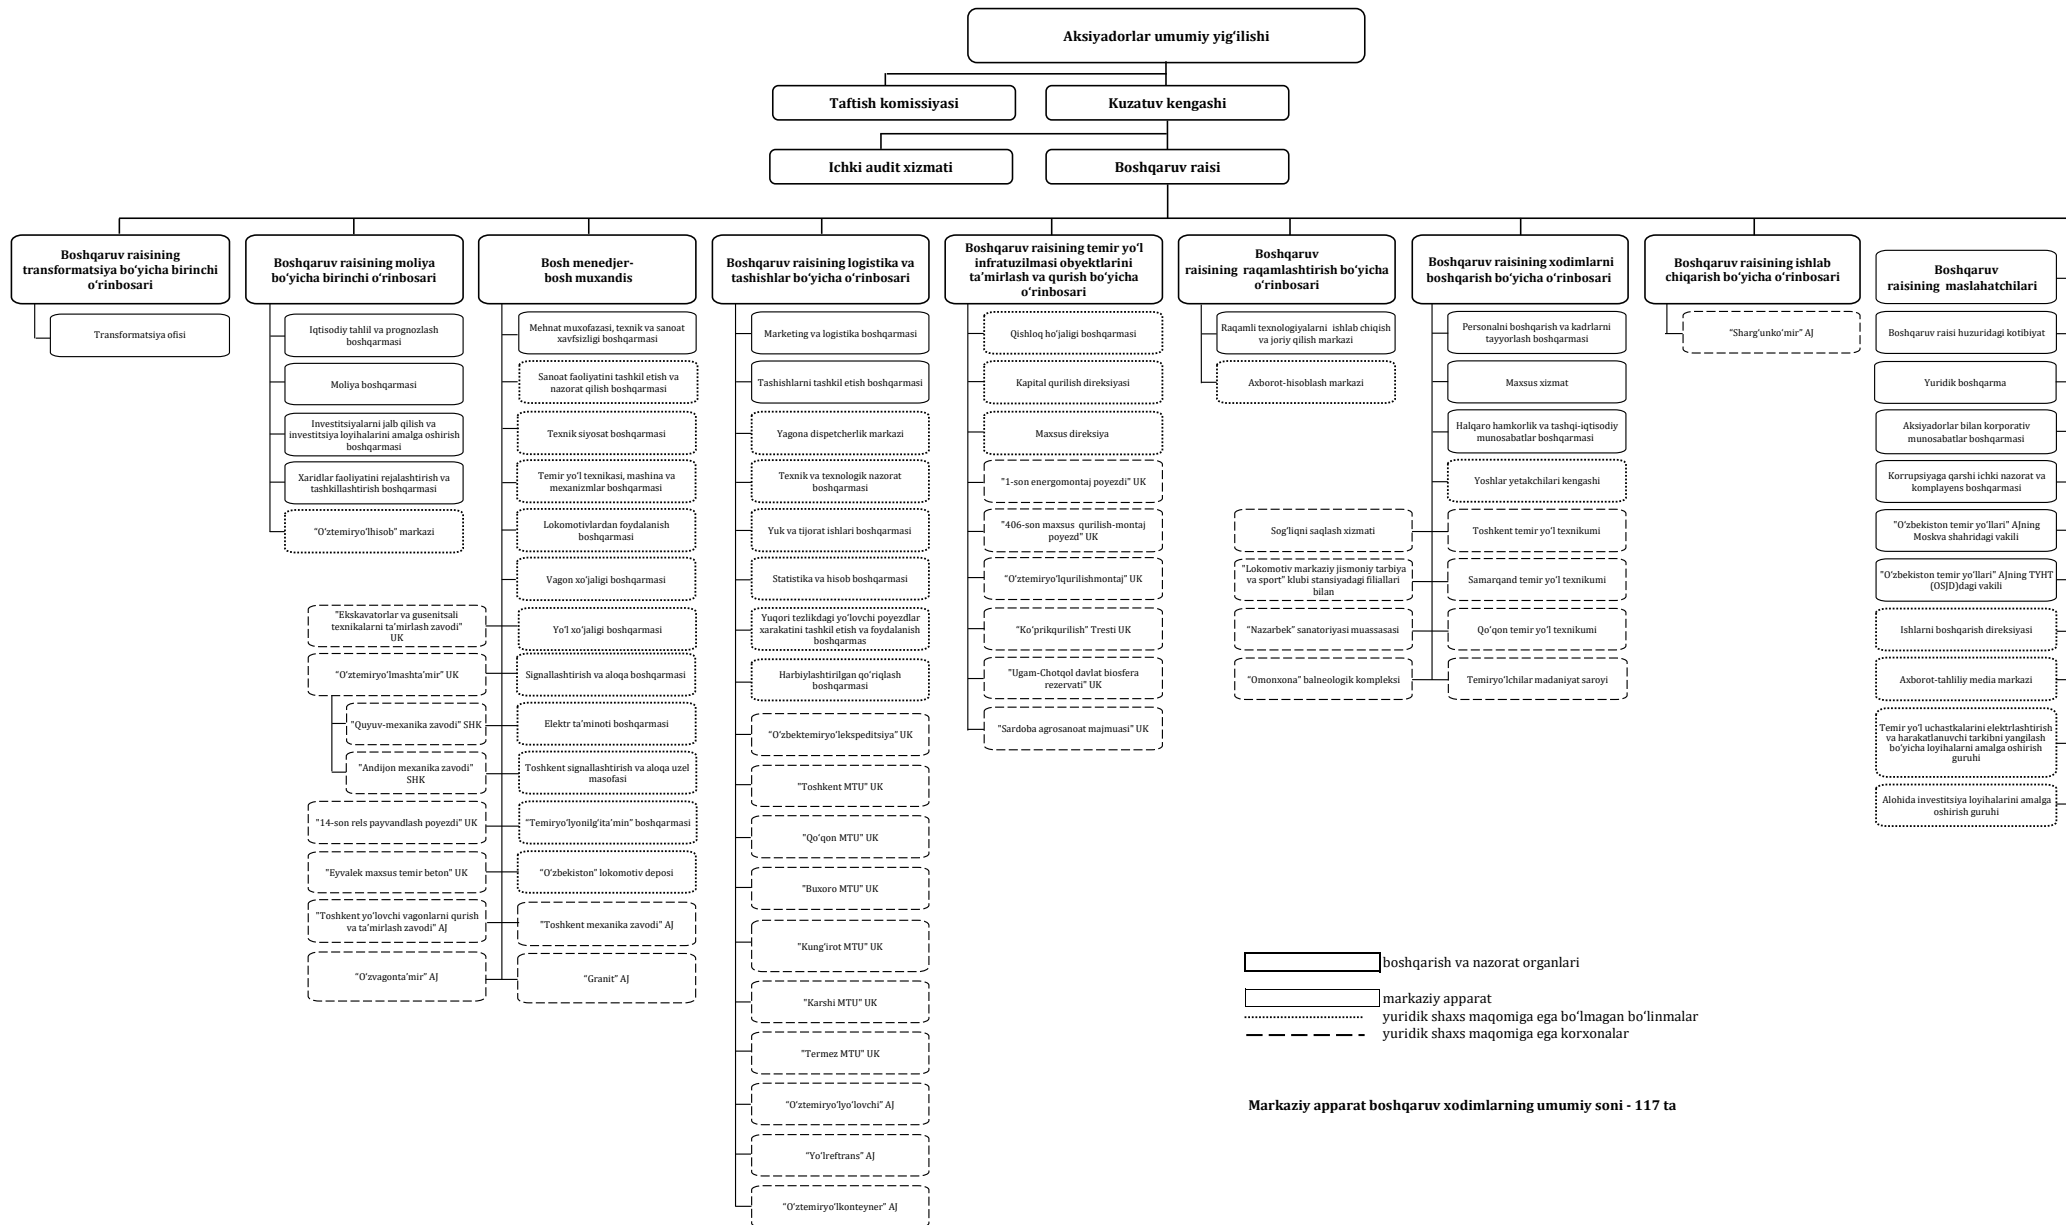 Aksiyadorlar umumiy yig‘ilishi
Taftish komissiyasi
Kuzatuv kengashi
Ichki audit xizmati
Boshqaruv raisi
Boshqaruv raisining
transformatsiya bo‘yicha birinchi
o‘rinbosari
Transformatsiya ofisi
Boshqaruv raisining moliya
bo‘yicha birinchi o‘rinbosari
Iqtisodiy tahlil va prognozlash
boshqarmasi
Moliya boshqarmasi
Investitsiyalarni jalb qilish va
investitsiya loyihalarini amalga oshirish
boshqarmasi
Xaridlar faoliyatini rejalashtirish va
tashkillashtirish boshqarmasi
“O‘ztemiryo‘lhisob” markazi
Bosh menedjer-
bosh muxandis
Mehnat muxofazasi, texnik va sanoat
xavfsizligi boshqarmasi
Sanoat faoliyatini tashkil etish va
nazorat qilish boshqarmasi
Texnik siyosat boshqarmasi
Temir yo‘l texnikasi, mashina va
mexanizmlar boshqarmasi
Lokomotivlardan foydalanish
boshqarmasi
Vagon xo‘jaligi boshqarmasi
"Ekskavatorlar va gusenitsali
texnikalarni ta’mirlash zavodi"
UK
Yo‘l xo‘jaligi boshqarmasi
“O‘ztemiryo‘lmashta’mir” UK
Signallashtirish va aloqa boshqarmasi
"Quyuv-mexanika zavodi" SHK
Elektr ta’minoti boshqarmasi
"Andijon mexanika zavodi"
SHK
Toshkent signallashtirish va aloqa uzel
masofasi
"14-son rels payvandlash poyezdi" UK
“Temiryo‘lyonilg‘ita’min” boshqarmasi
"Eyvalek maxsus temir beton" UK
“O‘zbekiston” lokomotiv deposi
"Toshkent yo‘lovchi vagonlarni qurish
va ta’mirlash zavodi" AJ
"Toshkent mexanika zavodi" AJ
“O‘zvagonta’mir” AJ
“Granit” AJ
Boshqaruv raisining logistika va
tashishlar bo‘yicha o‘rinbosari
Marketing va logistika boshqarmasi
Tashishlarni tashkil etish boshqarmasi
Yagona dispetcherlik markazi
Texnik va texnologik nazorat
boshqarmasi
Yuk va tijorat ishlari boshqarmasi
Statistika va hisob boshqarmasi
Yuqori tezlikdagi yo‘lovchi poyezdlar
xarakatini tashkil etish va foydalanish
boshqarmas
Harbiylashtirilgan qo‘riqlash
boshqarmasi
“O‘zbektemiryo‘lekspeditsiya” UK
"Toshkent MTU" UK
"Qo‘qon MTU" UK
"Buxoro MTU" UK
"Kung‘irot MTU" UK
"Karshi MTU" UK
"Termez MTU" UK
“O‘ztemiryo‘lyo‘lovchi” AJ
“Yo‘lreftrans” AJ
“O‘ztemiryo‘lkonteyner” AJ
Boshqaruv raisining temir yo‘l
infratuzilmasi obyektlarini
ta’mirlash va qurish bo‘yicha
o‘rinbosari
Qishloq ho‘jaligi boshqarmasi
Kapital qurilish direksiyasi
Maxsus direksiya
"1-son energomontaj poyezdi" UK
"406-son maxsus qurilish-montaj
poyezd" UK
“O‘ztemiryo‘lqurilishmontaj” UK
“Ko‘prikqurilish” Tresti UK
"Ugam-Chotqol davlat biosfera
rezervati" UK
"Sardoba agrosanoat majmuasi" UK
Boshqaruv
raisining raqamlashtirish bo‘yicha
o‘rinbosari
Raqamli texnologiyalarni ishlab chiqish
va joriy qilish markazi
Axborot-hisoblash markazi
Boshqaruv raisining xodimlarni
boshqarish bo‘yicha o‘rinbosari
Personalni boshqarish va kadrlarni
tayyorlash boshqarmasi
Maxsus xizmat
Halqaro hamkorlik va tashqi-iqtisodiy
munosabatlar boshqarmasi
Yoshlar yetakchilari kengashi
Sog‘liqni saqlash xizmati
Toshkent temir yo‘l texnikumi
"Lokomotiv markaziy jismoniy tarbiya
va sport" klubi stansiyadagi filiallari
bilan
Samarqand temir yo‘l texnikumi
“Nazarbek” sanatoriyasi muassasasi
Qo‘qon temir yo‘l texnikumi
“Omonxona” balneologik kompleksi
Temiryo‘lchilar madaniyat saroyi
Boshqaruv raisining ishlab
chiqarish bo‘yicha o‘rinbosari
“Sharg‘unko‘mir” AJ
Boshqaruv
raisining maslahatchilari
Boshqaruv raisi huzuridagi kotibiyat
Yuridik boshqarma
Aksiyadorlar bilan korporativ
munosabatlar boshqarmasi
Korrupsiyaga qarshi ichki nazorat va
komplayens boshqarmasi
"O‘zbekiston temir yo‘llari" AJning
Moskva shahridagi vakili
"O‘zbekiston temir yo‘llari" AJning TYHT
(OSJD)dagi vakili
Ishlarni boshqarish direksiyasi
Axborot-tahliliy media markazi
Temir yo‘l uchastkalarini elektrlashtirish
va harakatlanuvchi tarkibni yangilash
bo‘yicha loyihalarni amalga oshirish
guruhi
Alohida investitsiya loyihalarini amalga
oshirish guruhi
boshqarish va nazorat organlari
markaziy apparat
yuridik shaxs maqomiga ega bo‘lmagan bo‘linmalar
yuridik shaxs maqomiga ega korxonalar
Markaziy apparat boshqaruv xodimlarning umumiy soni - 117 ta